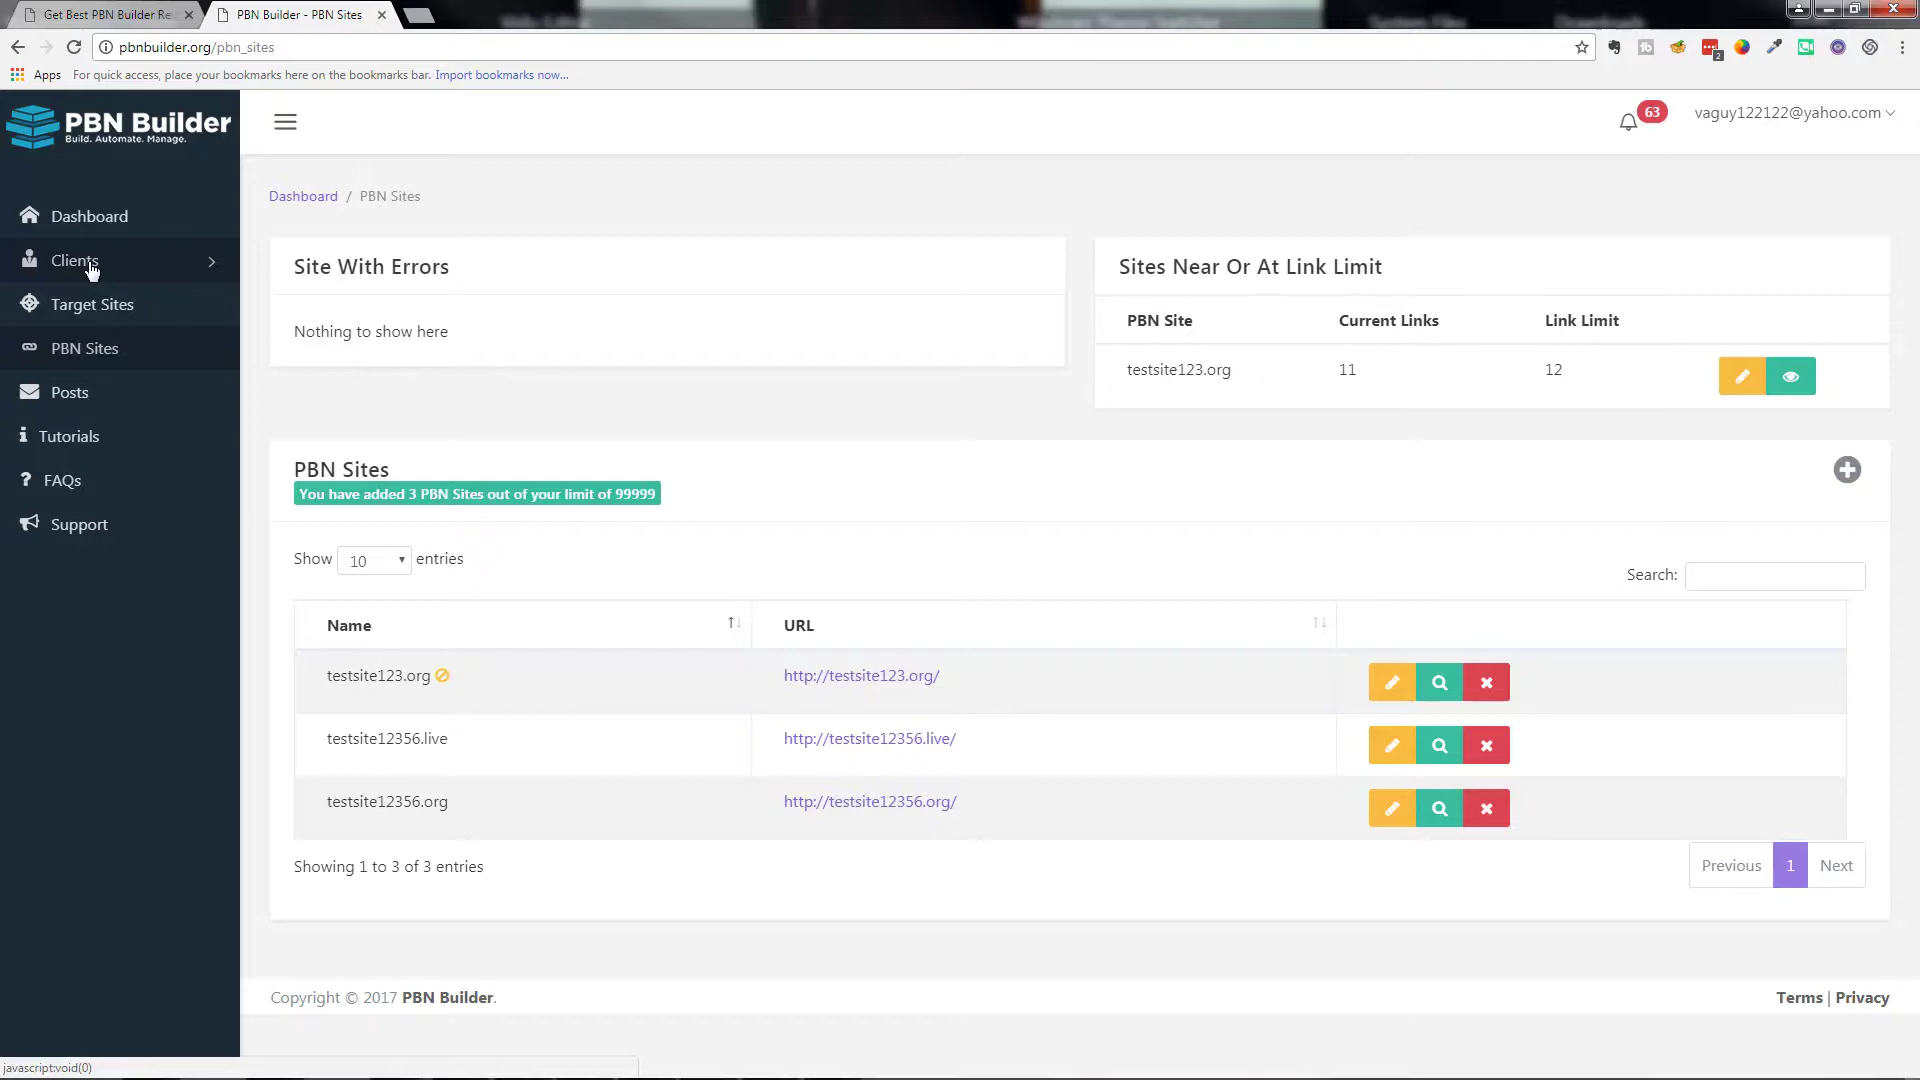 Get Best PBN Builder Re
PBN Builder - PBN Sites
pbnbuilder.org/pbn_sites
2
Apps For quick access, place your bookmarks here on the bookmarks bar. Import bookmarks now...
PBN Builder
Build. Automate. Manage.
63
vaguy122122@yahoo.com
Dashboard
Clients
Target Sites
PBN Sites
Posts
Tutorials
FAQs
Support
Dashboard / PBN Sites
Site With Errors
Nothing to show here
Sites Near Or At Link Limit
PBN Site Current Links Link Limit
testsite123.org 11 12
PBN Sites
You have added 3 PBN Sites out of your limit of 99999
Show 10 entries
Search:
Name URL
testsite123.org http://testsite123.org/
testsite12356.live http://testsite12356.live/
testsite12356.org http://testsite12356.org/
Showing 1 to 3 of 3 entries
Previous 1 Next
Copyright © 2017 PBN Builder.
Terms | Privacy
javascript:void(0)